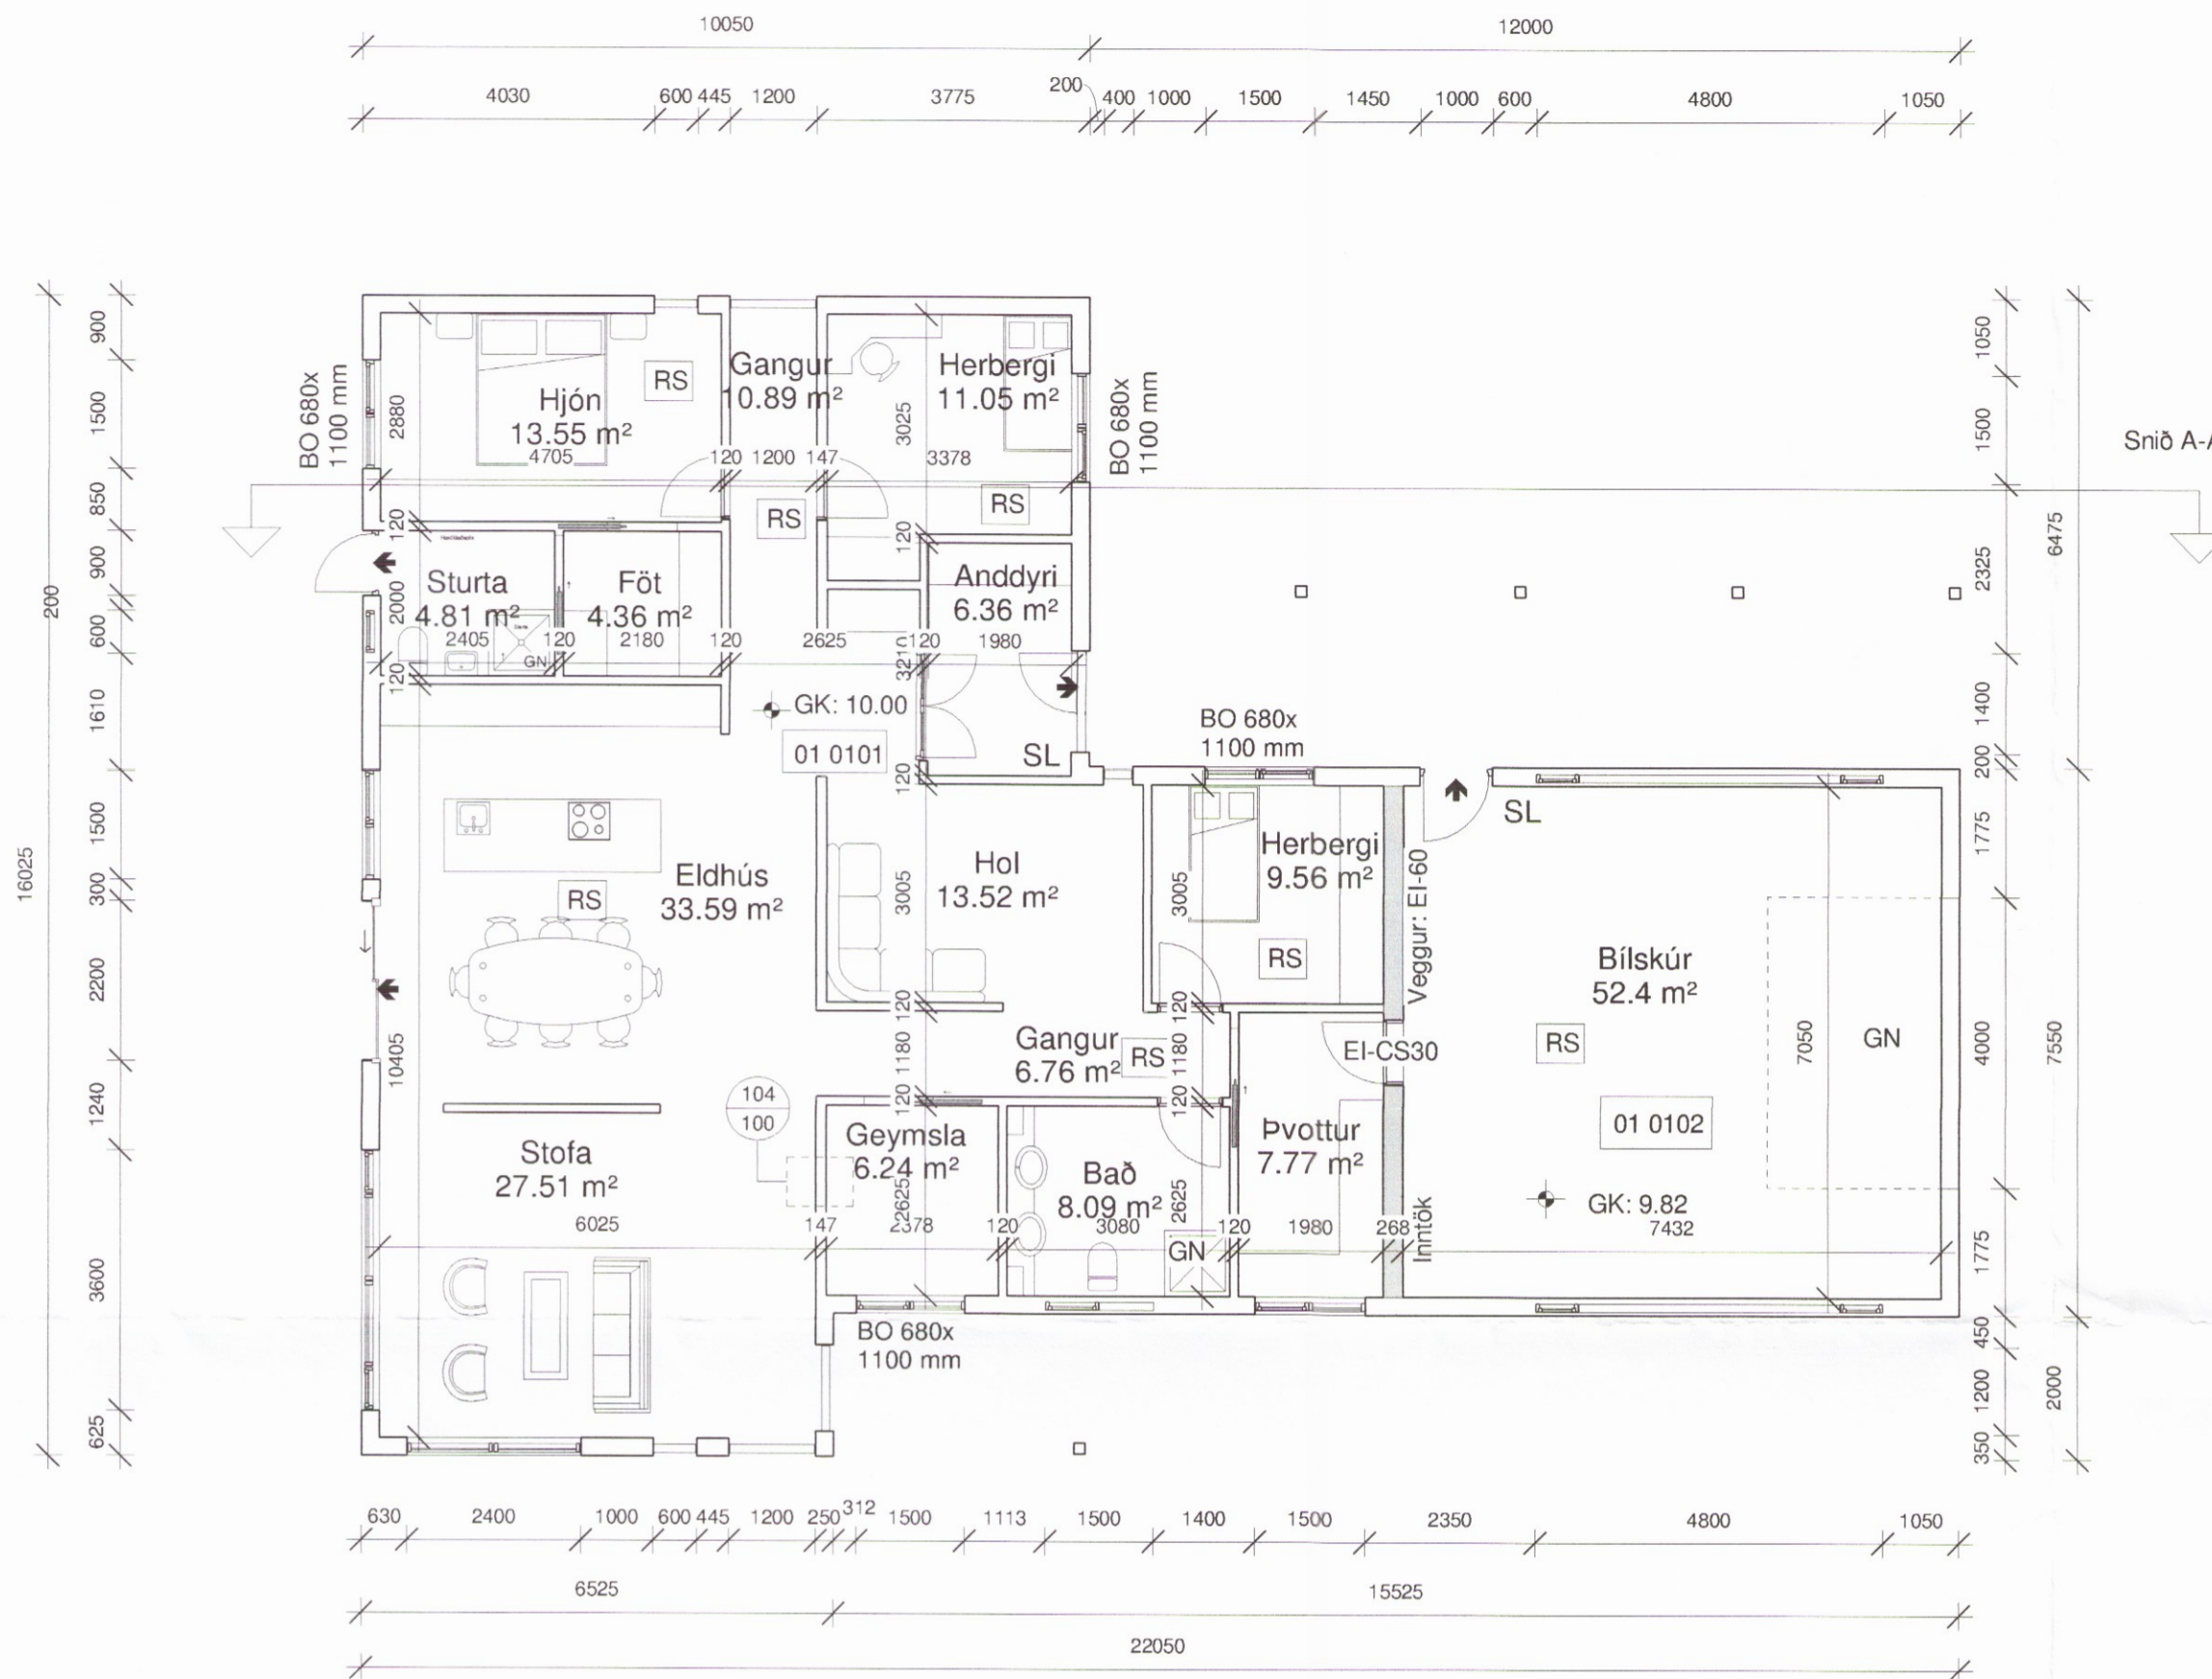 10050
12000
4030 600 445 1200 3775 200 400 1000 1500 1450 1000 600 4800 1050
16025
200
900
1500
850
900
600
1610
1500
300
2200
1240
3600
625
BO 680x
1100 mm
Hjón
13.55 m²
4705
2880
RS
Gangur
10.89 m²
120 1200 147
RS
Herbergi
11.05 m²
3378
3025
RS
BO 680x
1100 mm
Snið A-A
120
Sturta
4.81 m²
2000
2405
GN
120
Föt
4.36 m²
2180
120
2625
120
Anddyri
6.36 m²
120 1980
3210
SL
120
GK: 10.00
01 0101
120
BO 680x
1100 mm
SL
Eldhús
33.59 m²
RS
10405
Hol
13.52 m²
3005
Herbergi
9.56 m²
3005
RS
Veggur: EI-60
Bílskúr
52.4 m²
RS
7050
GN
01 0102
GK: 9.82
7432
120
Gangur
6.76 m²
RS
1180
120
120
1180
120
EI-CS30
104
100
Stofa
27.51 m²
6025
147
Geymsla
6.24 m²
2625
2378
120
Bað
8.09 m²
3080
2625
GN
120
Þvottur
7.77 m²
1980
268
Inntök
BO 680x
1100 mm
1050
1500
2325
1400
200
1775
4000
1775
450
1200
350
6475
7550
2000
630 2400 1000 600 445 1200 250 312 1500 1113 1500 1400 1500 2350 4800 1050
6525
15525
22050